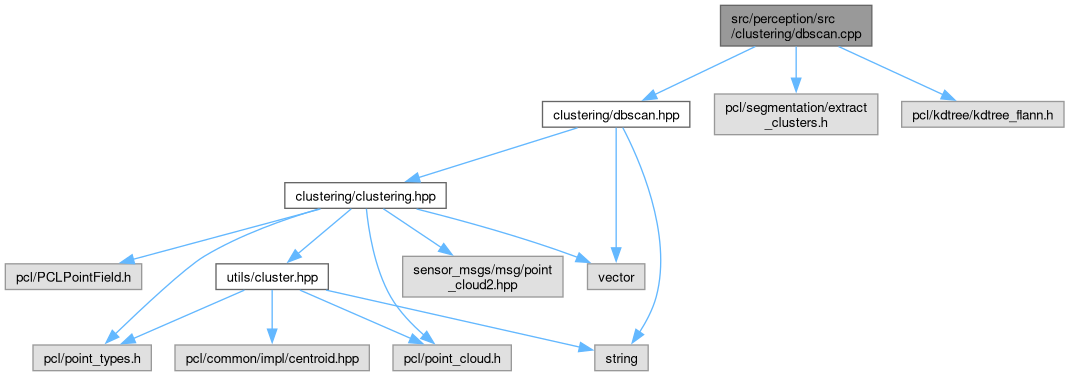 src/perception/src
/clustering/dbscan.cpp
clustering/dbscan.hpp
pcl/segmentation/extract
_clusters.h
pcl/kdtree/kdtree_flann.h
clustering/clustering.hpp
pcl/PCLPointField.h
utils/cluster.hpp
sensor_msgs/msg/point
_cloud2.hpp
vector
pcl/point_types.h
pcl/common/impl/centroid.hpp
pcl/point_cloud.h
string